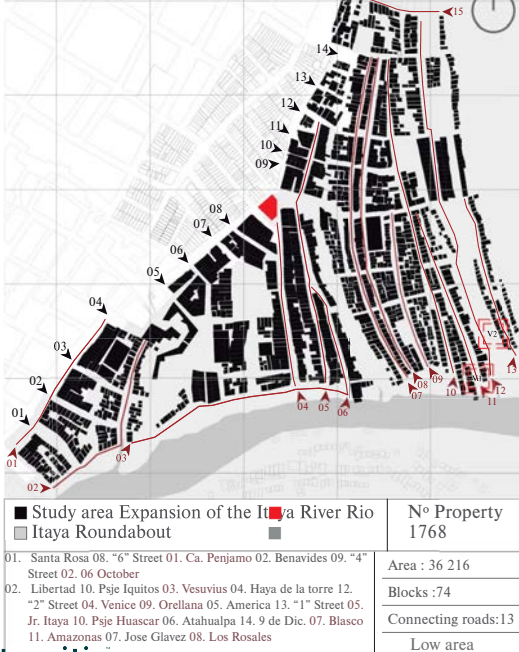 15
14
13
12
11
10
09
08
07
06
05
04
03
02
01
V2
13
12
11
10
09
08
07
06
05
04
03
02
01
Study area Expansion of the Itaya River Rio
Itaya Roundabout
Nº Property
1768
01. Santa Rosa 08. “6” Street 01. Ca. Penjamo 02. Benavides 09. “4”
Street 02. 06 October
02. Libertad 10. Psje Iquitos 03. Vesuvius 04. Haya de la torre 12.
“2” Street 04. Venice 09. Orellana 05. America 13. “1” Street 05.
Jr. Itaya 10. Psje Huascar 06. Atahualpa 14. 9 de Dic. 07. Blasco
11. Amazonas 07. Jose Glavez 08. Los Rosales
Area : 36 216
Blocks :74
Connecting roads:13
Low area